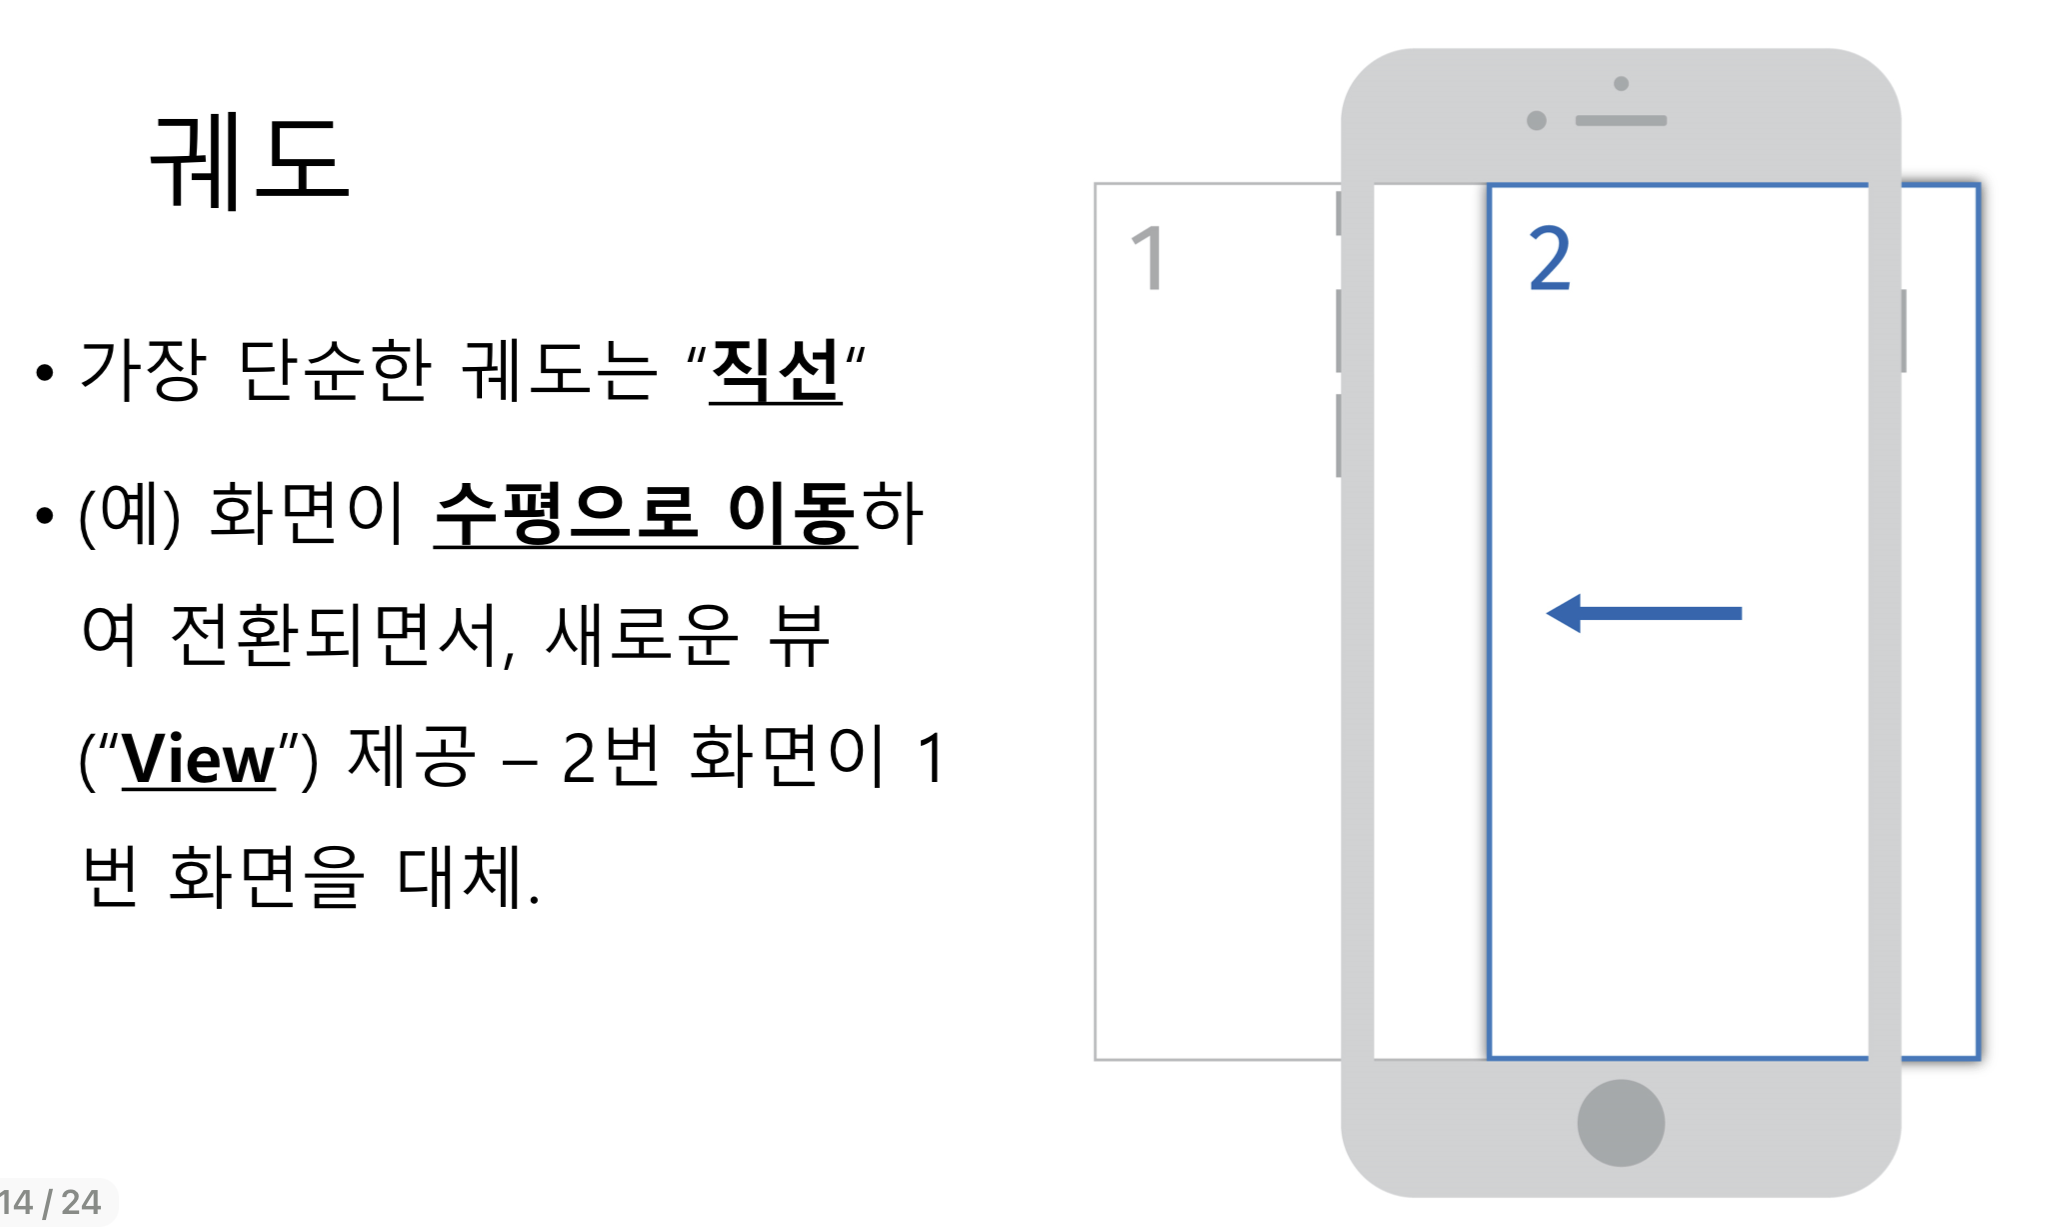 궤도
• 가장 단순한 궤도는 “직선“
• (예) 화면이 수평으로 이동하
여 전환되면서, 새로운 뷰
(“View”) 제공 – 2번 화면이 1
번 화면을 대체.
1
2
14 / 24